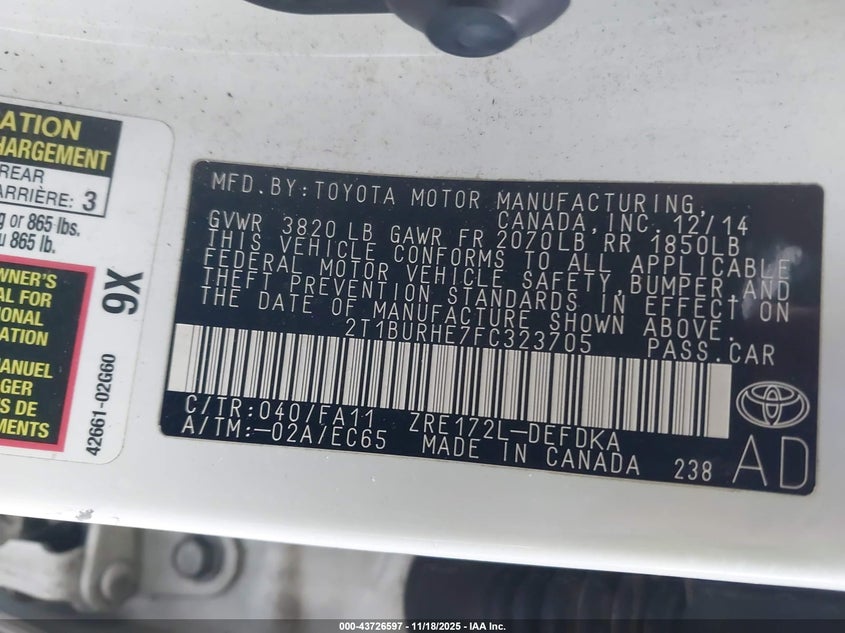 ATION
HARGEMENT
REAR
ARRIÈRE: 3
g or 865 lbs.
u 865 lb.
WNER'S
AL FOR
IONAL
ATION
MANUEL
GER
S DE
EMENTS
9X
42661-02G60
MFD.BY:TOYOTA MOTOR MANUFACTURING,
CANADA,INC. 12/14
GVWR 3820 LB GAWR FR 2070LB RR 1850LB
THIS VEHICLE CONFORMS TO ALL APPLICABLE
FEDERAL MOTOR VEHICLE SAFETY,BUMPER AND
THEFT PREVENTION STANDARDS IN EFFECT ON
THE DATE OF MANUFACTURE SHOWN ABOVE.
2T1BURHE7FC323705 PASS.CAR
C/TR:040/FA11 ZRE172L-DEFDKA
A/TM:-02A/EC65 MADE IN CANADA 238
AD
000-43726597 - 11/18/2025 - IAA Inc.